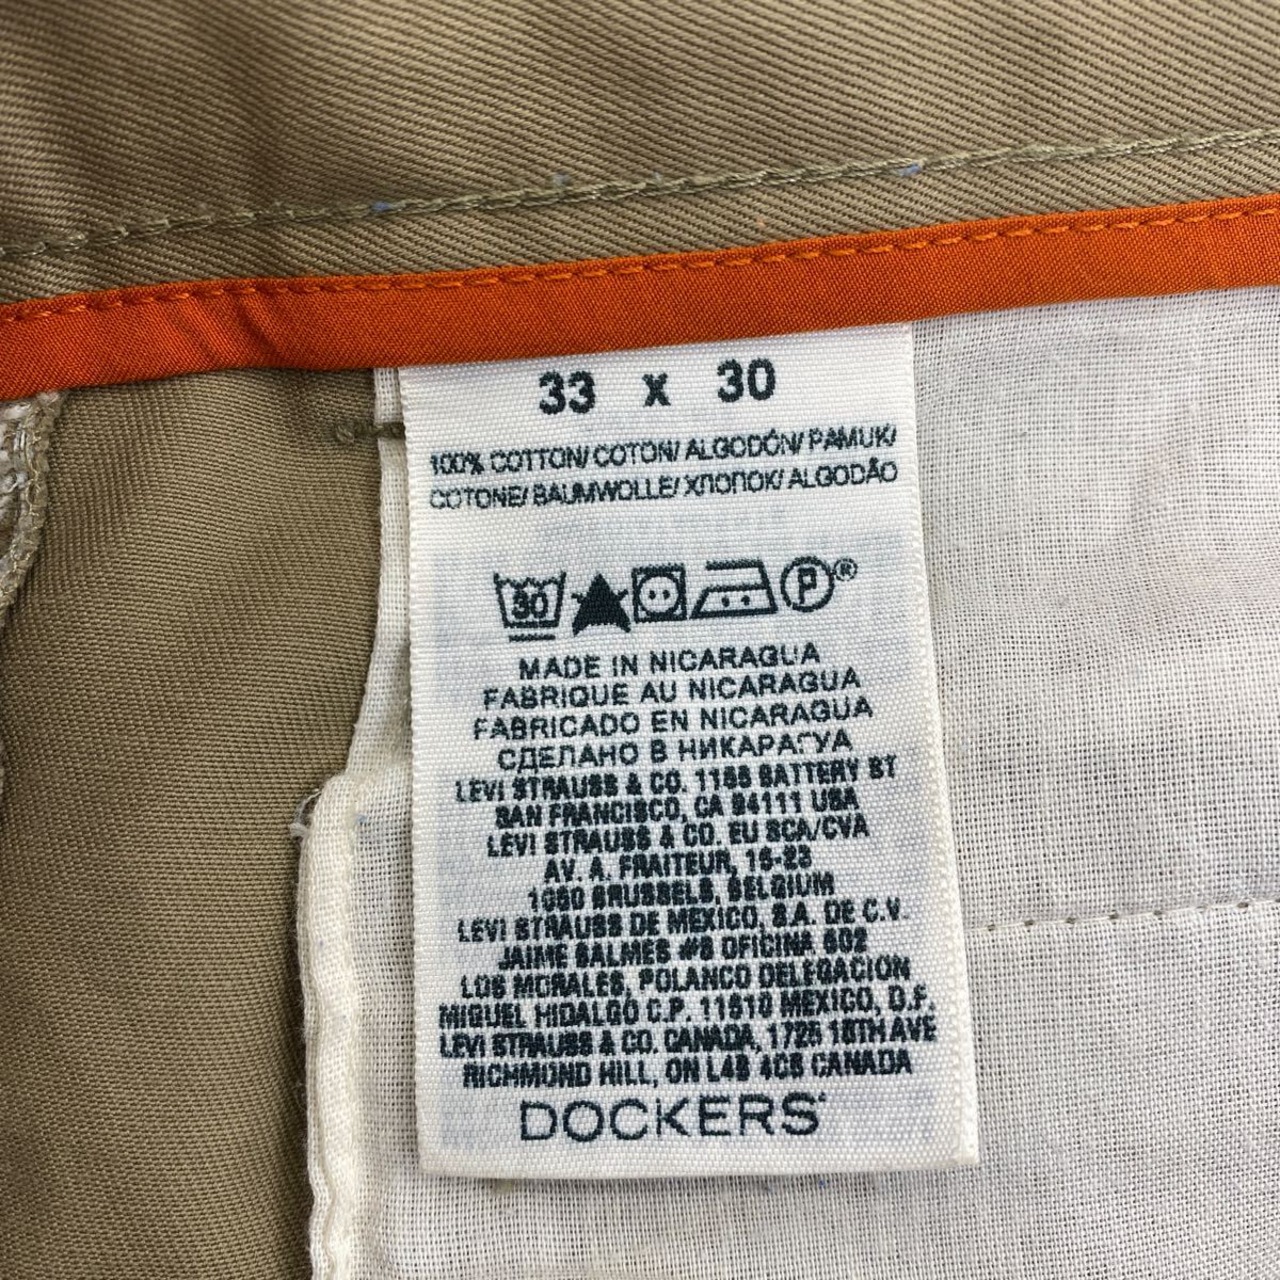 33 x 30
100% COTTON/ COTON/ ALGODÓN/ PAMUK/
COTONE/ BAUMWOLLE/ ХЛОПОК/ ALGODÃO
30 P ®
MADE IN NICARAGUA
FABRIQUE AU NICARAGUA
FABRICADO EN NICARAGUA
СДЕЛАНО В НИКАРАГУА
LEVI STRAUSS & CO. 1155 BATTERY ST
SAN FRANCISCO, CA 94111 USA
LEVI STRAUSS & CO. EU SCA/CVA
AV. A. FRAITEUR, 15-23
1050 BRUSSELS, BELGIUM
LEVI STRAUSS DE MEXICO, S.A. DE C.V.
JAIME BALMES #8 OFICINA 602
LOS MORALES, POLANCO DELEGACION
MIGUEL HIDALGO C.P. 11510 MEXICO, D.F.
LEVI STRAUSS & CO. CANADA, 1725 16TH AVE
RICHMOND HILL, ON L4B 4C6 CANADA
DOCKERS